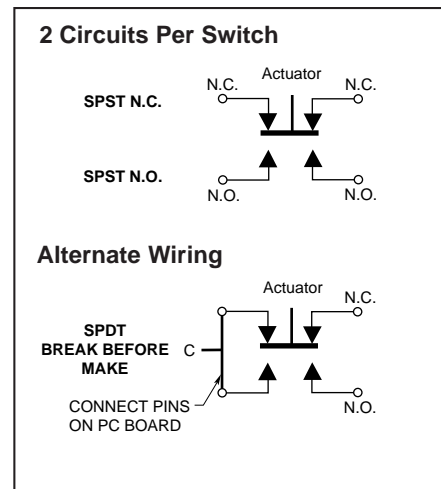 2 Circuits Per Switch
Actuator
N.C.
N.C.
SPST N.C.
SPST N.O.
N.O.
N.O.
Alternate Wiring
Actuator
N.C.
SPDT
BREAK BEFORE
MAKE
C
CONNECT PINS
ON PC BOARD
N.O.